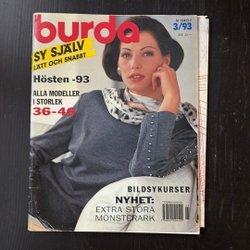 burda
SY SJÄLV
LÄTT OCH SNABBT
3/93
Hösten -93
ALLA MODELLER
I STORLEK
36-46
BILDSYKURSER
NYHET:
EXTRA STORA
MÖNSTERARK